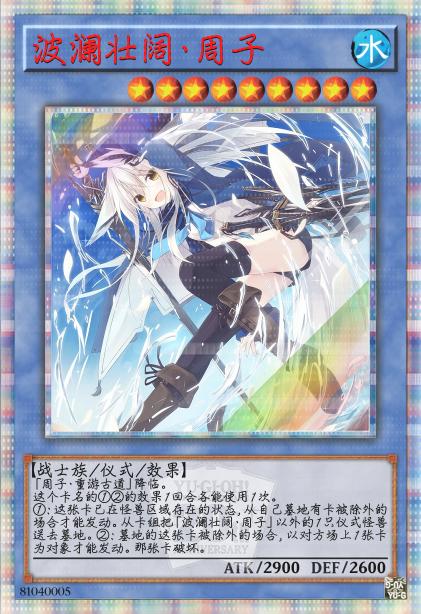 波澜壮阔·周子
水
【战士族/仪式/效果】
「周子·重游古道」降临。
这个卡名的①②的效果1回合各能使用1次。
①:这张卡已在怪兽区域存在的状态,从自己墓地有卡被除外的
场合才能发动。从卡组把「波澜壮阔·周子」以外的1只仪式怪兽
送去墓地。②:墓地的这张卡被除外的场合,以对方场上1张卡
为对象才能发动。那张卡破坏。
YU-GI-OH!
ATK/2900 DEF/2600
81040005